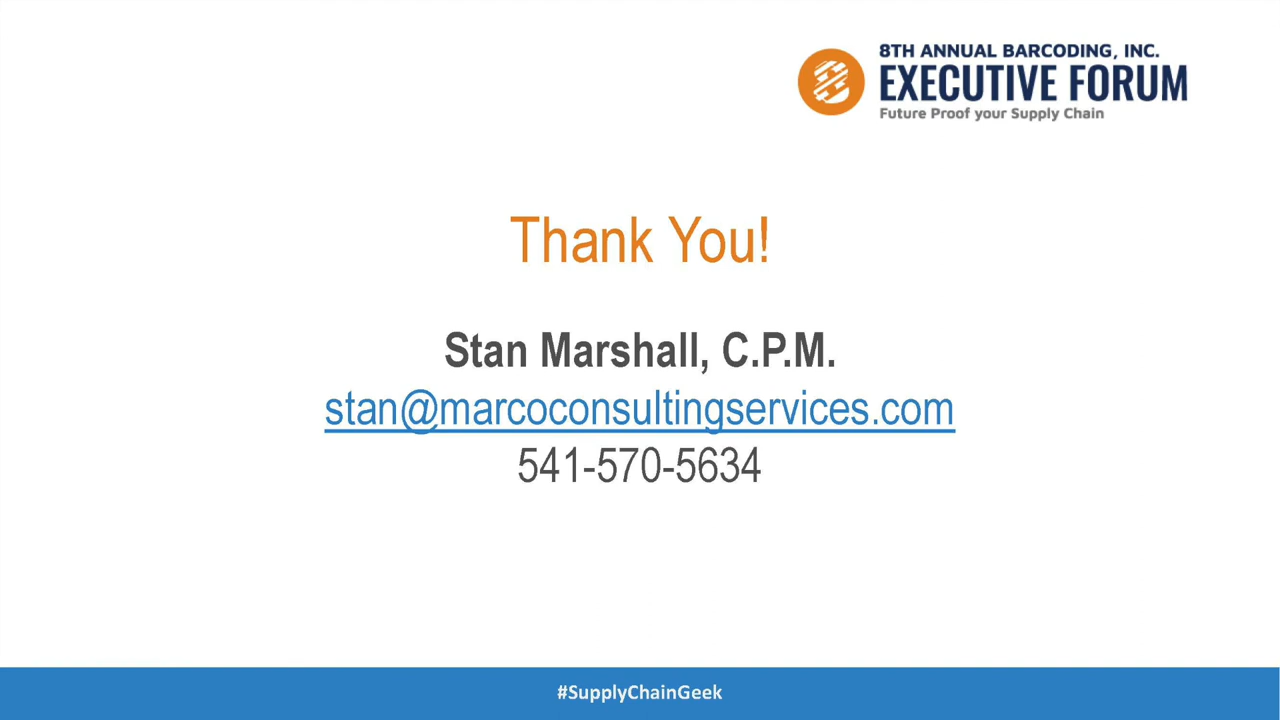 8TH ANNUAL BARCODING, INC.
EXECUTIVE FORUM
Future Proof your Supply Chain
Thank You!
Stan Marshall, C.P.M.
stan@marcoconsultingservices.com
541-570-5634
#SupplyChainGeek